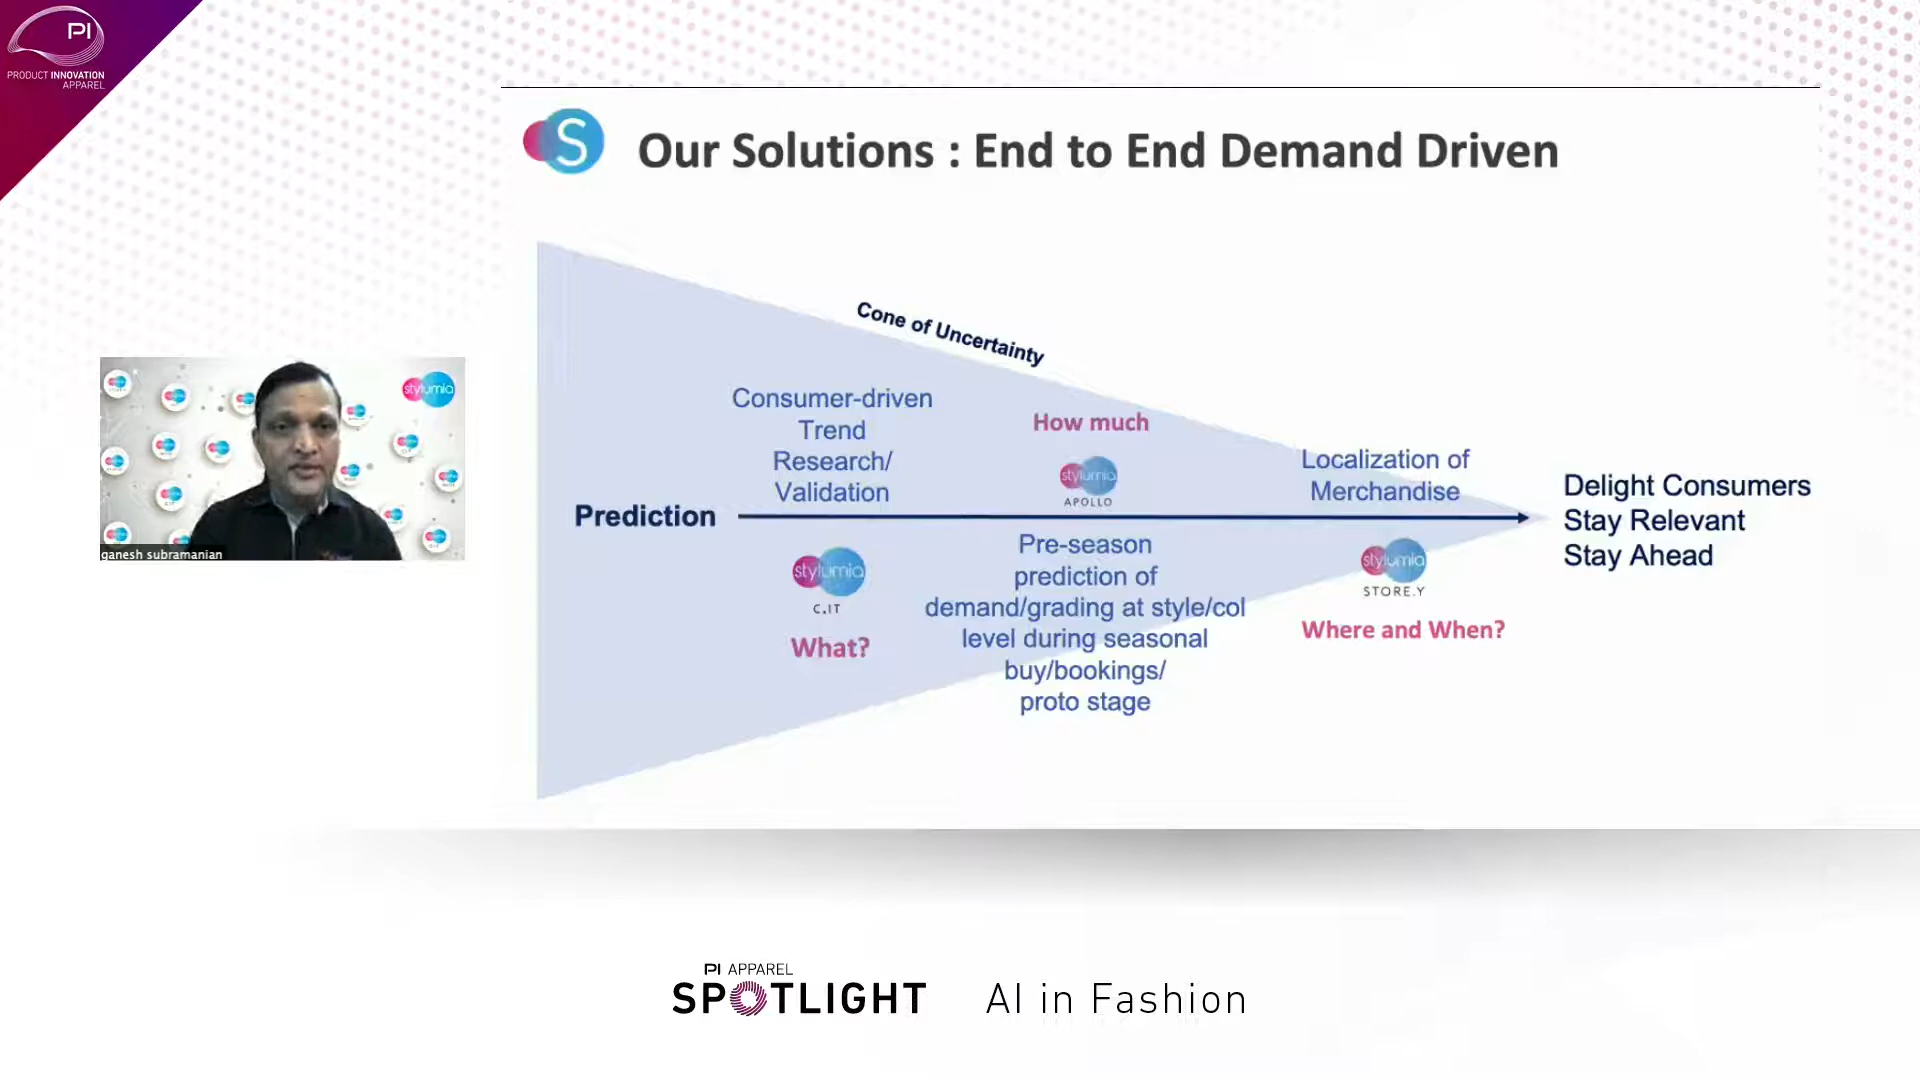 PI
PRODUCT INNOVATION
APPAREL
S
Our Solutions : End to End Demand Driven
Cone of Uncertainty
Consumer-driven
Trend
Research/
Validation
How much
stylumia
APOLLO
Localization of
Merchandise
Prediction
Delight Consumers
Stay Relevant
Stay Ahead
stylumia
C.IT
What?
Pre-season
prediction of
demand/grading at style/col
level during seasonal
buy/bookings/
proto stage
stylumia
STORE.Y
Where and When?
stylumia
ganesh subramanian
PI APPAREL
SPOTLIGHT
AI in Fashion